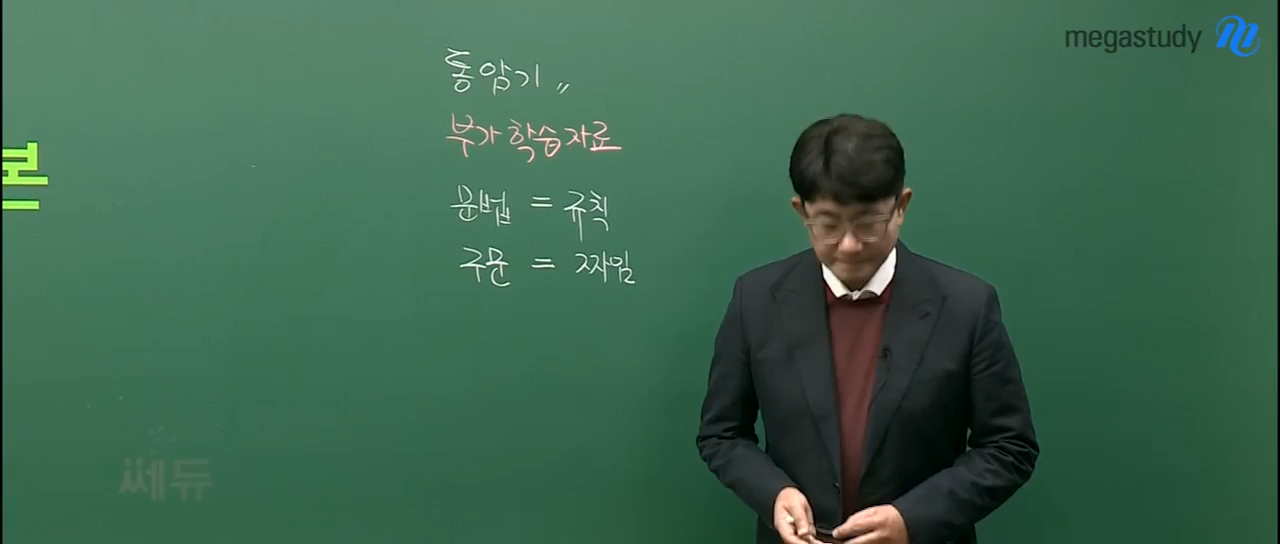 megastudy
통암기 〃
부가학습자료
본
문법 = 규칙
구문 = 짜임
쎄듀